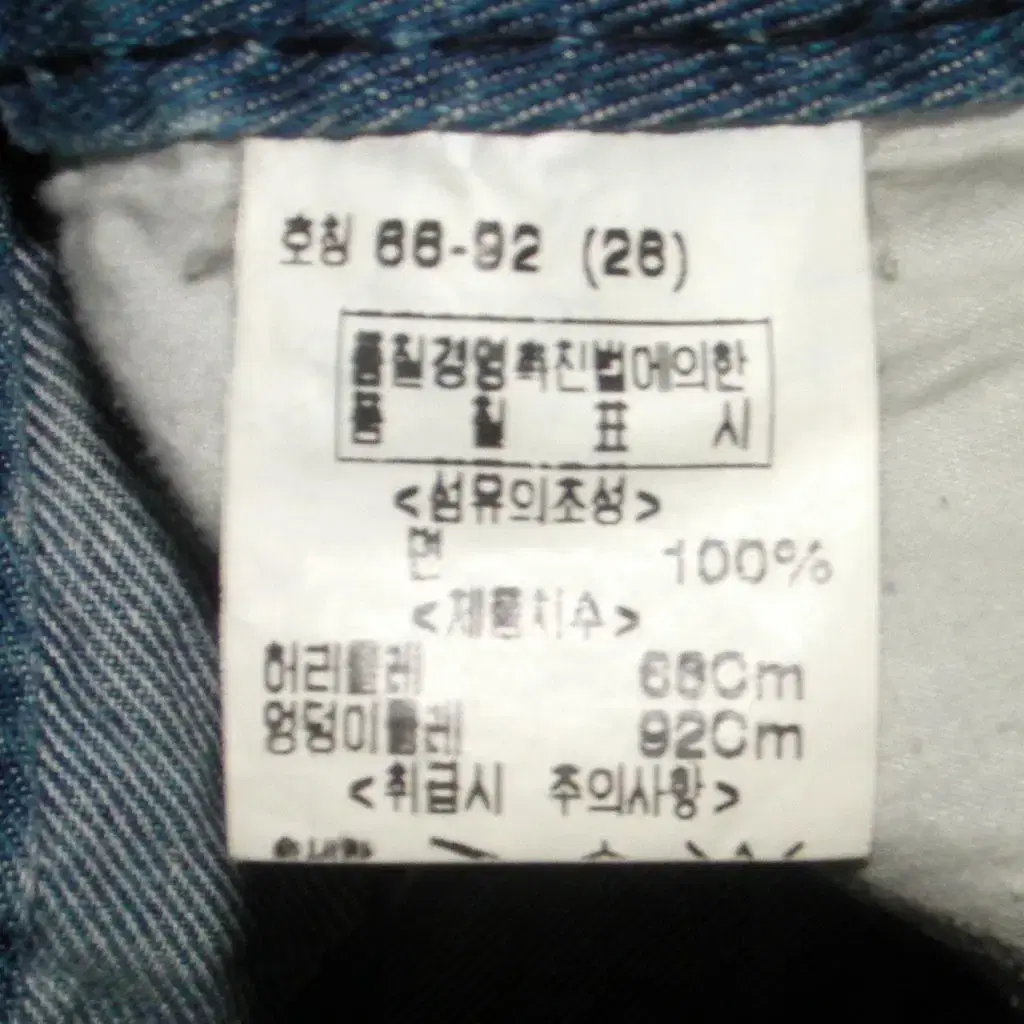 호칭 68-92 (26)
품질경영촉진법에의한
품 질 표 시
<섬유의조성>
면 100%
<제품치수>
허리둘레 68Cm
엉덩이둘레 92Cm
<취급시 주의사항>